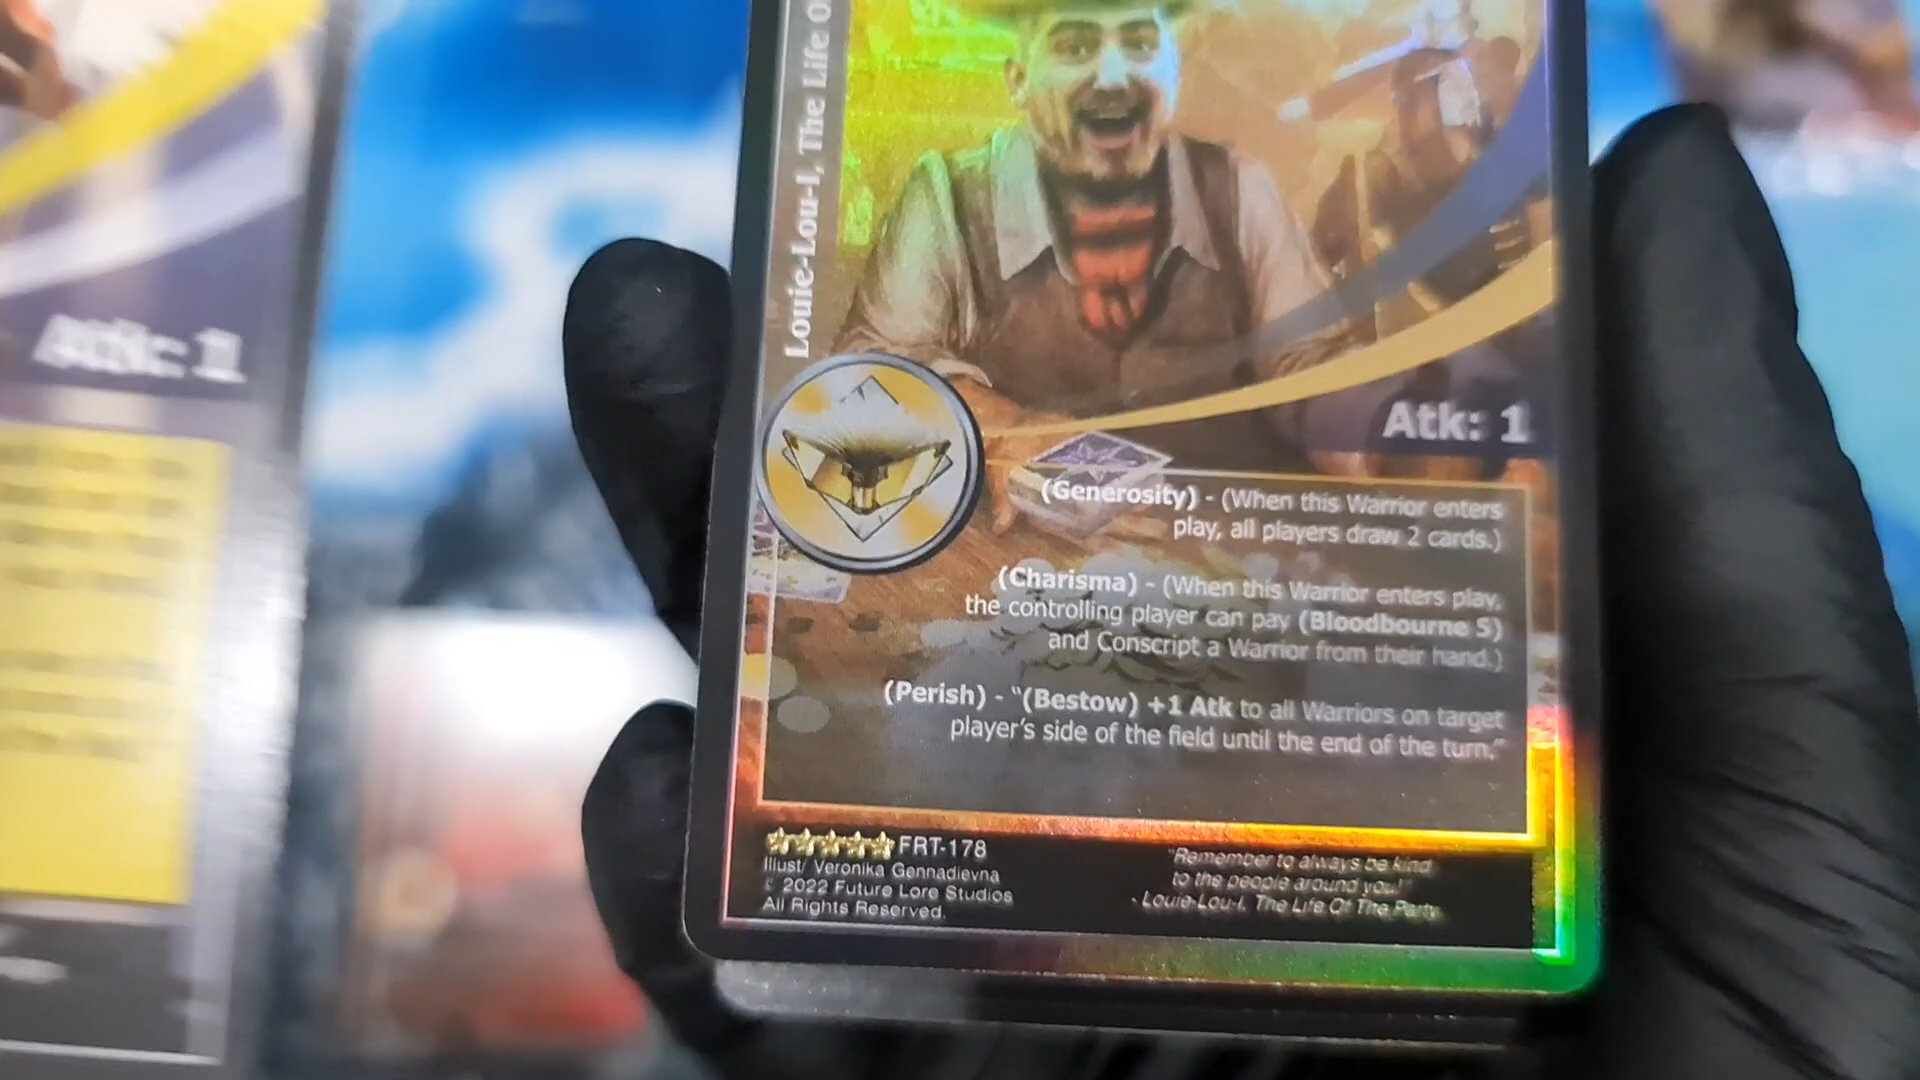 Louie-Lou-I, The Life O
Atk: 1
Atk: 1
(Generosity) - (When this Warrior enters
play, all players draw 2 cards.)
(Charisma) - (When this Warrior enters play,
the controlling player can pay (Bloodbourne 5)
and Conscript a Warrior from their hand.)
(Perish) - "(Bestow) +1 Atk to all Warriors on target
player's side of the field until the end of the turn."
FRT-178
Illust/ Veronika Gennadievna
© 2022 Future Lore Studios
All Rights Reserved.
"Remember to always be kind
to the people around you!"
- Louie-Lou-I, The Life Of The Party